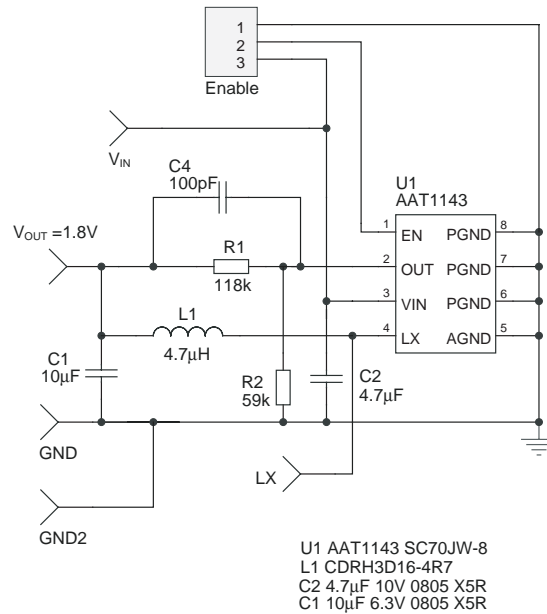 1
2
3
Enable
V_IN
C4
100pF
U1
AAT1143
V_OUT =1.8V
R1
118k
1 EN PGND 8
2 OUT PGND 7
3 VIN PGND 6
4 LX AGND 5
L1
4.7µH
C1
10µF
R2
59k
C2
4.7µF
GND
LX
GND2
U1 AAT1143 SC70JW-8
L1 CDRH3D16-4R7
C2 4.7µF 10V 0805 X5R
C1 10µF 6.3V 0805 X5R